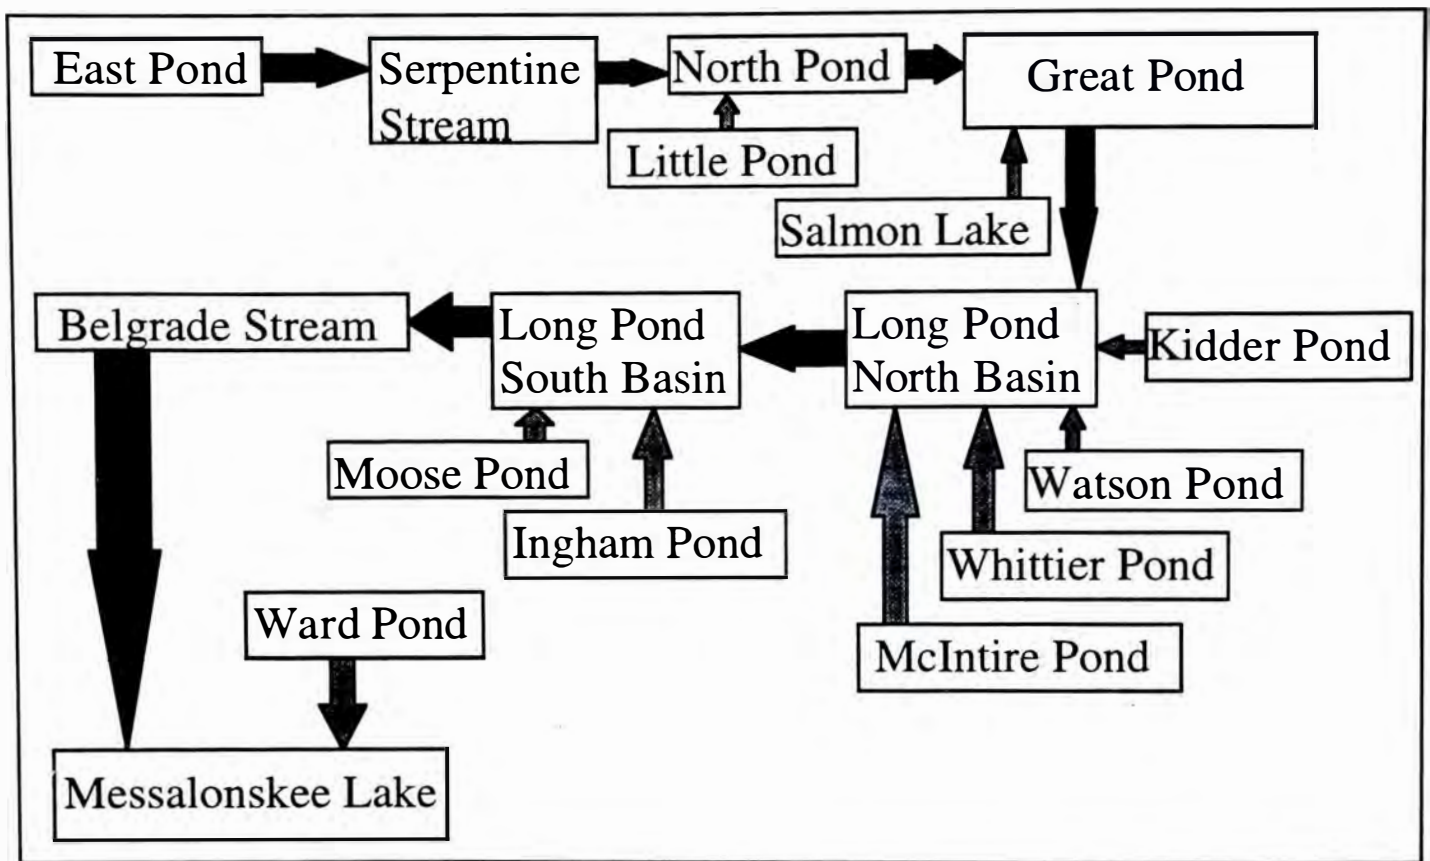 East Pond
Serpentine
Stream
North Pond
Great Pond
Little Pond
Salmon Lake
Belgrade Stream
Long Pond
South Basin
Long Pond
North Basin
Kidder Pond
Moose Pond
Ingham Pond
Watson Pond
Whittier Pond
McIntire Pond
Ward Pond
Messalonskee Lake